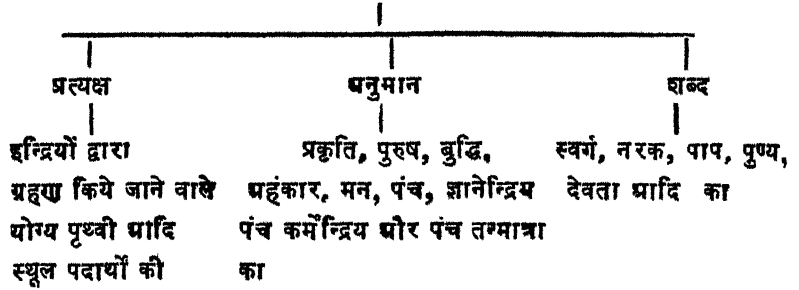 प्रत्यक्ष अनुमान शब्द
इन्द्रियों द्वारा प्रकृति, पुरुष, बुद्धि, स्वर्ग, नरक, पाप, पुण्य,
ग्रहण किये जाने वाले अहंकार, मन, पंच, ज्ञानेन्द्रिय देवता आदि का
योग्य पृथ्वी आदि पंच कर्मेन्द्रिय और पंच तन्मात्रा
स्थूल पदार्थों की का